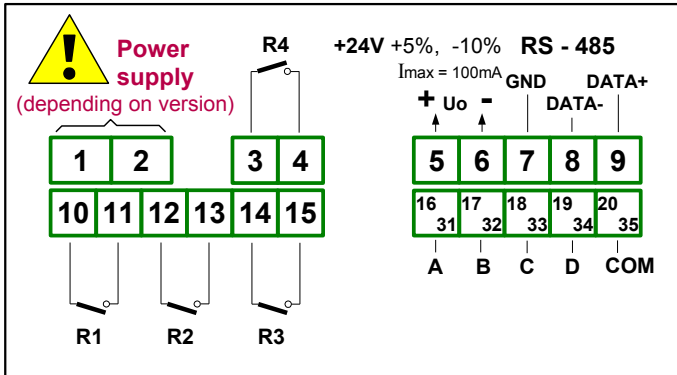 !
Power
supply
(depending on version)
R4
+24V +5%, -10% RS - 485
Imax = 100mA
GND DATA+
+ Uo - DATA-
1 2 3 4 5 6 7 8 9
10 11 12 13 14 15
16 17 18 19 20
31 32 33 34 35
A B C D COM
R1 R2 R3